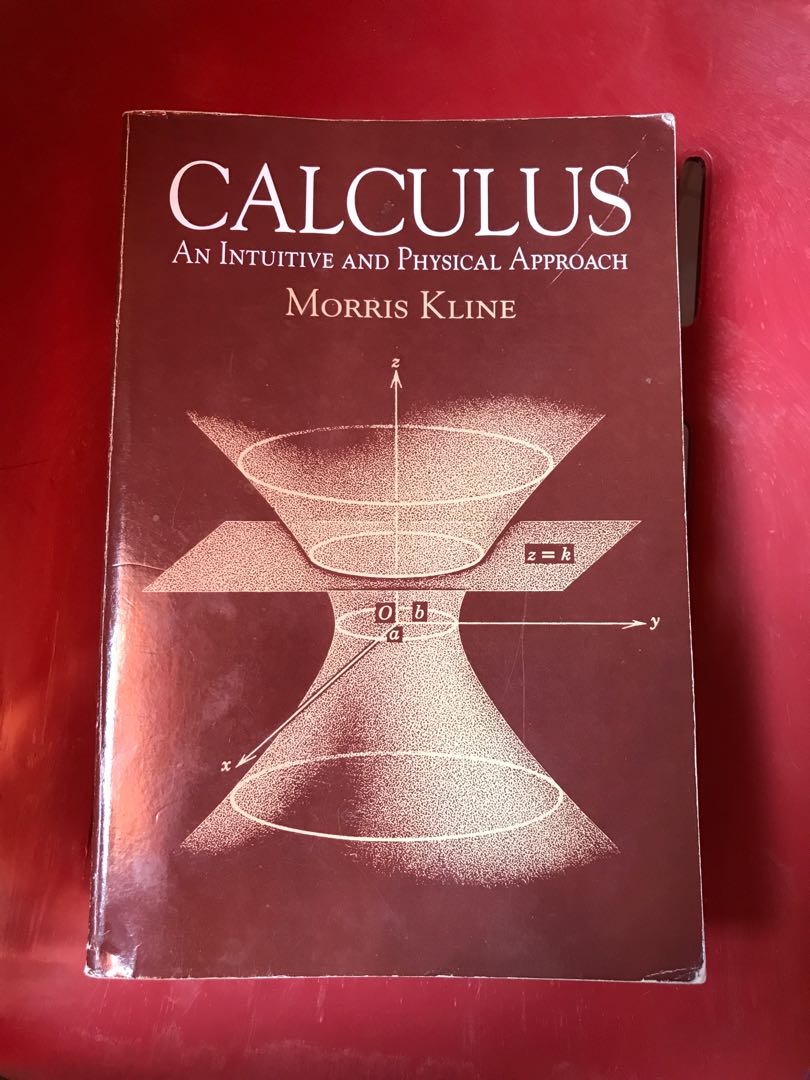 CALCULUS
AN INTUITIVE AND PHYSICAL APPROACH
MORRIS KLINE
z
z = k
O b
y
a
x